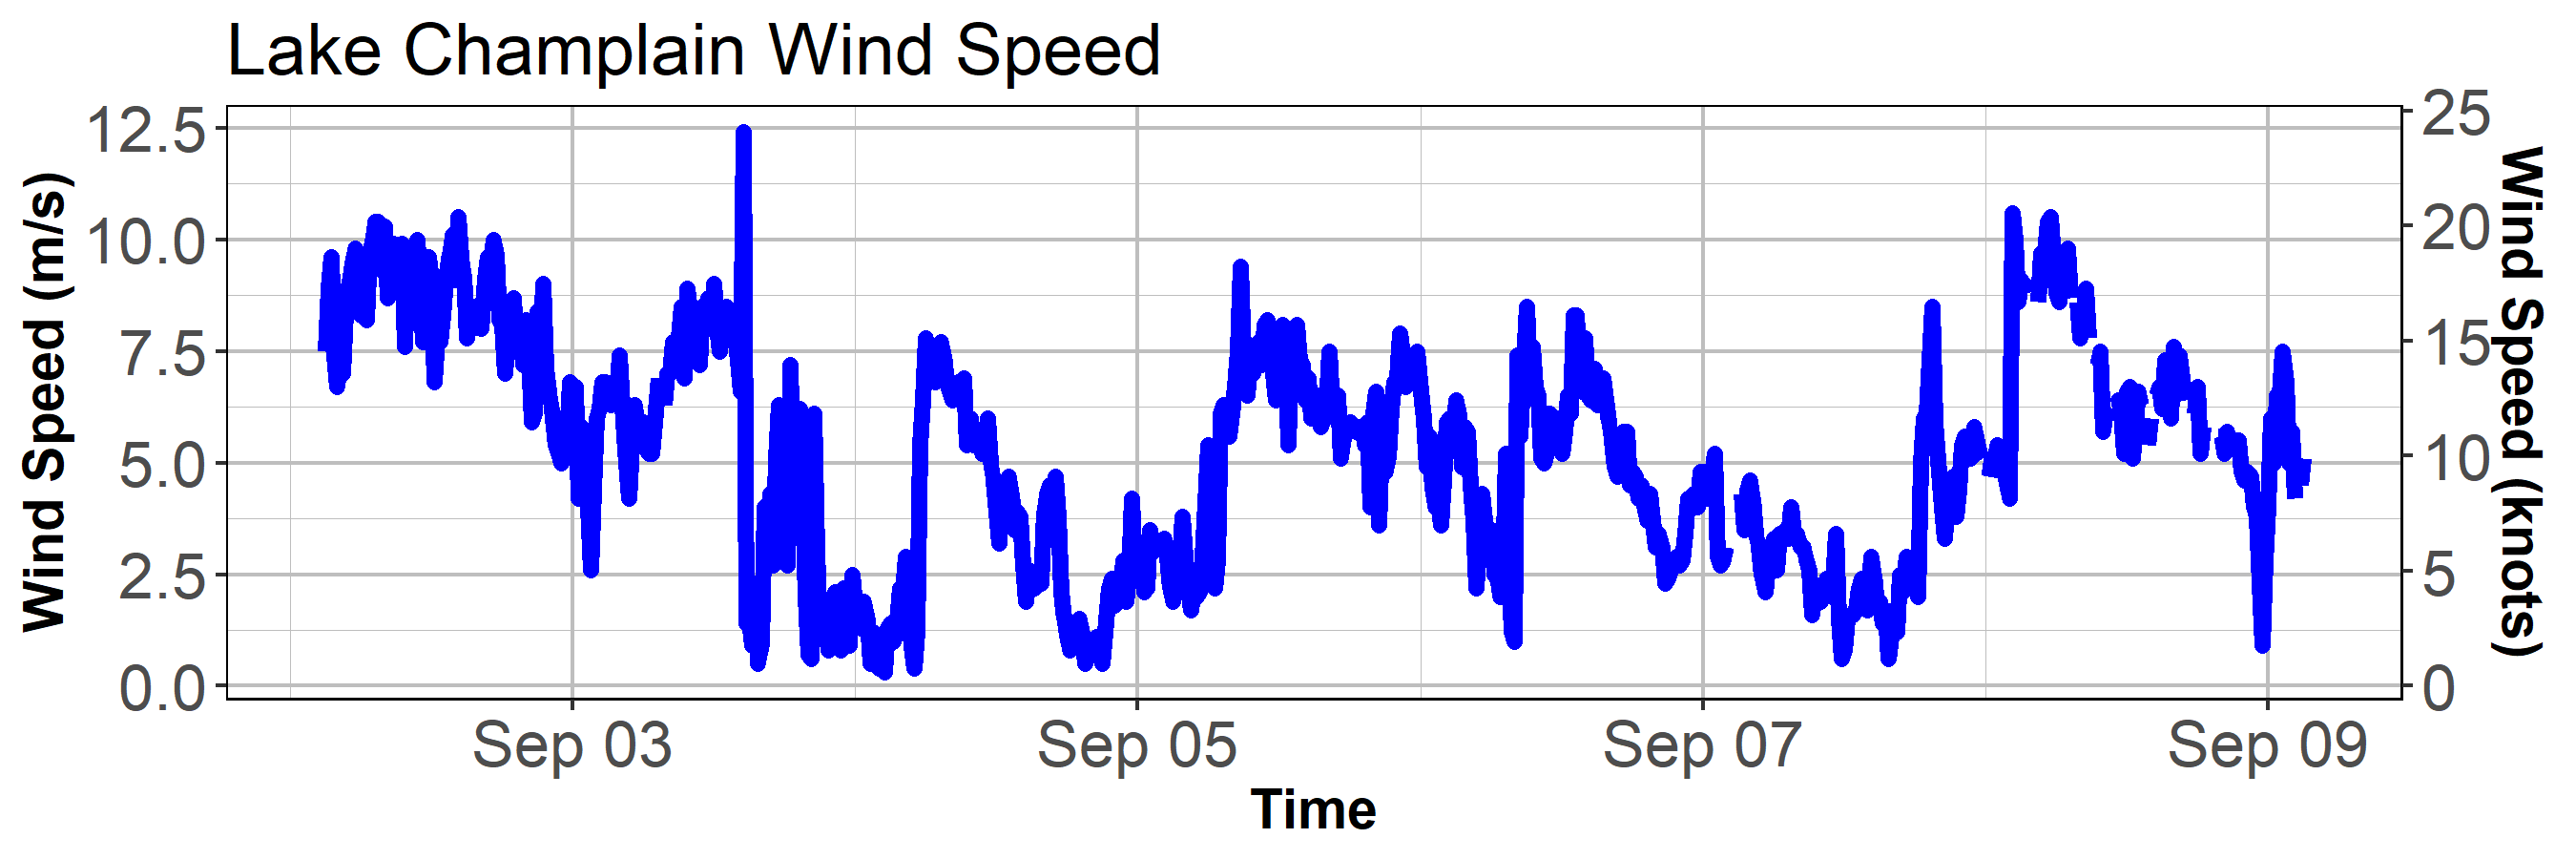 Lake Champlain Wind Speed
Wind Speed (m/s)
12.5
10.0
7.5
5.0
2.5
0.0
25
20
15
10
5
0
Wind Speed (knots)
Sep 03 Sep 05 Sep 07 Sep 09
Time